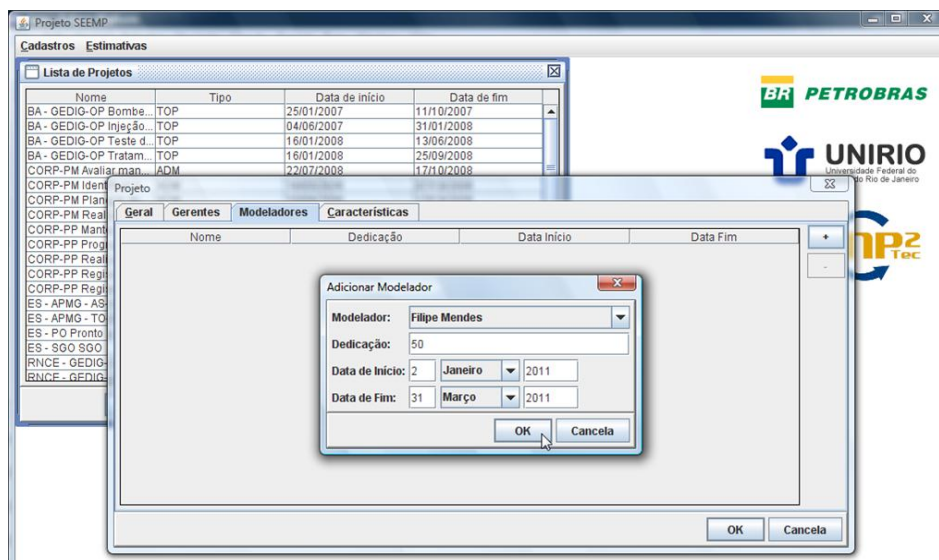 Projeto SEEMP
Cadastros Estimativas
Lista de Projetos
Nome Tipo Data de início Data de fim
BA - GEDIG-OP Bombe... TOP 25/01/2007 11/10/2007
BA - GEDIG-OP Injeção... TOP 04/06/2007 31/01/2008
BA - GEDIG-OP Teste d... TOP 16/01/2008 13/06/2008
BA - GEDIG-OP Tratam... TOP 16/01/2008 25/09/2008
CORP-PM Avaliar man... ADM 22/07/2008 17/10/2008
CORP-PM Ident
CORP-PM Plan
CORP-PM Real
CORP-PP Mant
CORP-PP Prog
CORP-PP Reali
CORP-PP Regi
CORP-PP Regi
ES - APMG - AS-
ES - APMG - TO
ES - PO Pronto
ES - SGO SGO
RNCE - GEDIG-
RNCE - GEDIG-
BR PETROBRAS
UNIRIO
Universidade Federal do
do Rio de Janeiro
NP2
Tec
Projeto
Geral Gerentes Modeladores Características
Nome Dedicação Data Início Data Fim
+
-
Adicionar Modelador
Modelador: Filipe Mendes
Dedicação: 50
Data de Início: 2 Janeiro 2011
Data de Fim: 31 Março 2011
OK Cancela
OK Cancela